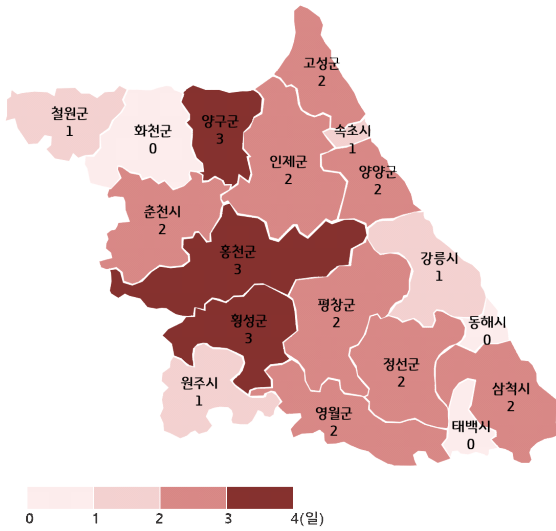 고성군
2
철원군
1
화천군
0
양구군
3
속초시
1
인제군
2
양양군
2
춘천시
2
홍천군
3
강릉시
1
평창군
2
횡성군
3
동해시
0
정선군
2
원주시
1
삼척시
2
영월군
2
태백시
0
0 1 2 3 4(일)